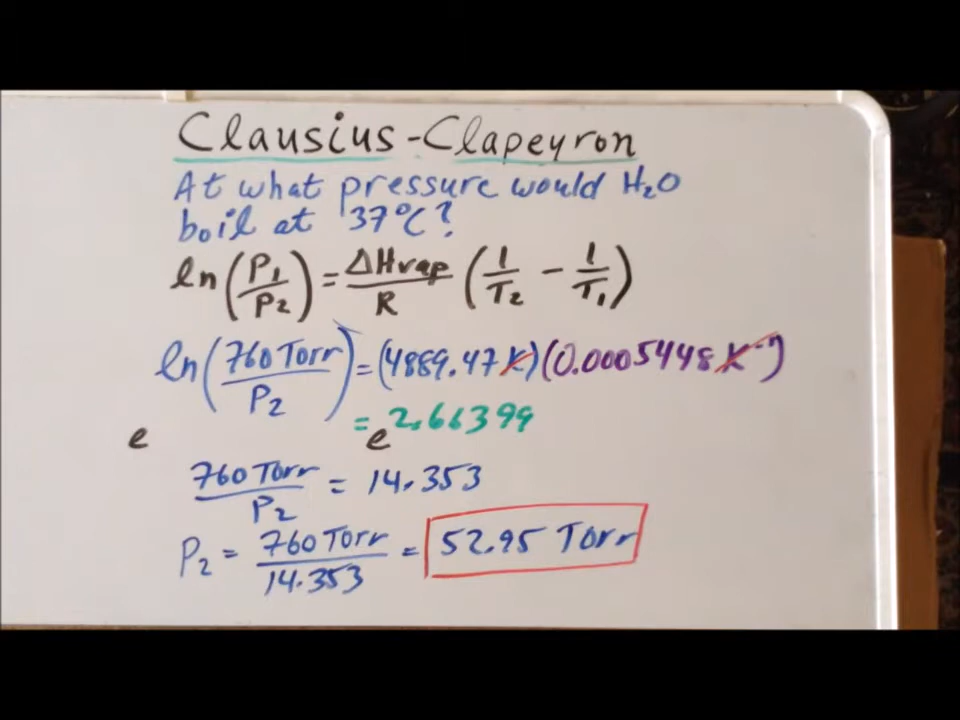 Clausius-Clapeyron
At what pressure would H₂O
boil at 37°C?
ln(P₁/P₂) = ΔHvap/R (1/T₂ - 1/T₁)
ln(760 Torr/P₂) = (4889.47 K)(0.0005448 K⁻¹)
= 2.66399
e e
760 Torr/P₂ = 14.353
P₂ = 760 Torr/14.353 = 52.95 Torr